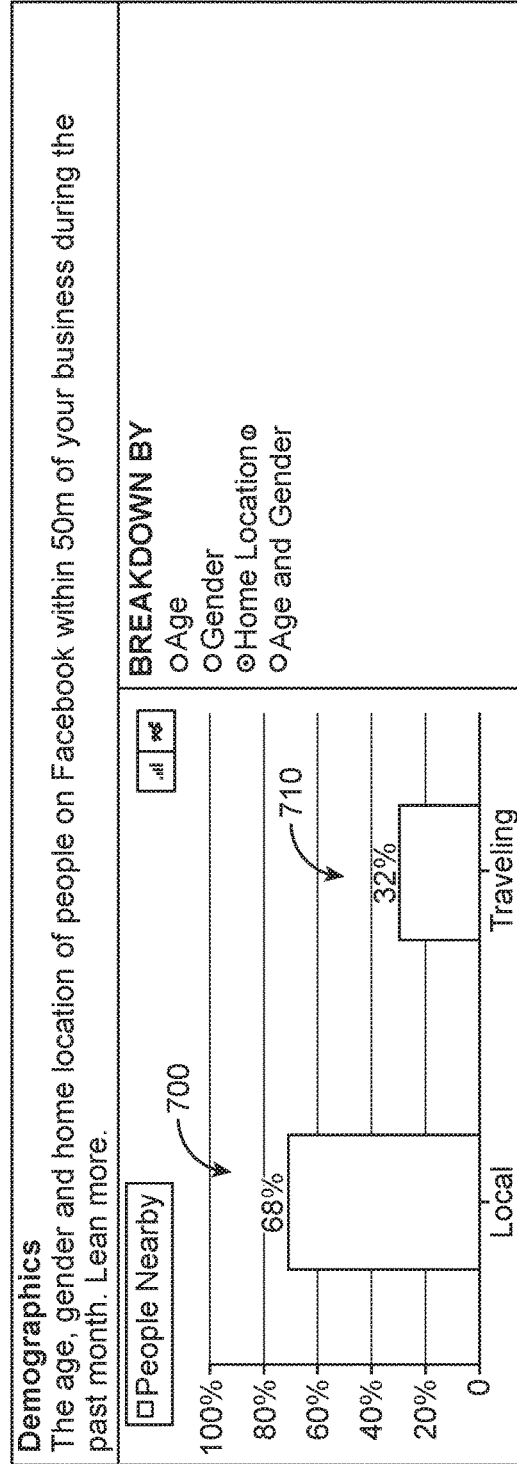 Demographics
The age, gender and home location of people on Facebook within 50m of your business during the
past month. Lean more.
People Nearby
700
710
100%
80%
60%
40%
20%
0
68%
32%
Local
Traveling
BREAKDOWN BY
Age
Gender
Home Location
Age and Gender